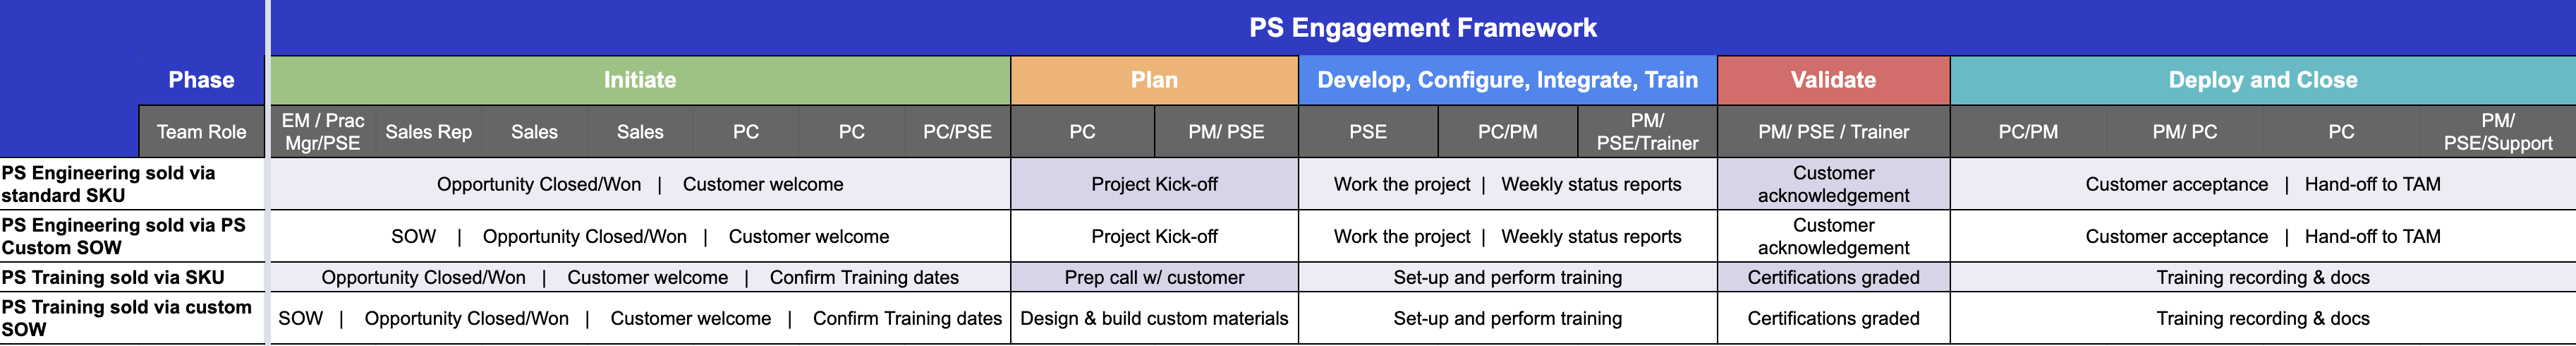 PS Engagement Framework
Phase
Initiate
Plan
Develop, Configure, Integrate, Train
Validate
Deploy and Close
Team Role
EM / Prac
Mgr/PSE
Sales Rep
Sales
Sales
PC
PC
PC/PSE
PC
PM/ PSE
PSE
PC/PM
PM/
PSE/Trainer
PM/ PSE / Trainer
PC/PM
PM/ PC
PC
PM/
PSE/Support
PS Engineering sold via
standard SKU
Opportunity Closed/Won | Customer welcome
Project Kick-off
Work the project | Weekly status reports
Customer
acknowledgement
Customer acceptance | Hand-off to TAM
PS Engineering sold via PS
Custom SOW
SOW | Opportunity Closed/Won | Customer welcome
Project Kick-off
Work the project | Weekly status reports
Customer
acknowledgement
Customer acceptance | Hand-off to TAM
PS Training sold via SKU
Opportunity Closed/Won | Customer welcome | Confirm Training dates
Prep call w/ customer
Set-up and perform training
Certifications graded
Training recording & docs
PS Training sold via custom
SOW
SOW | Opportunity Closed/Won | Customer welcome | Confirm Training dates
Design & build custom materials
Set-up and perform training
Certifications graded
Training recording & docs